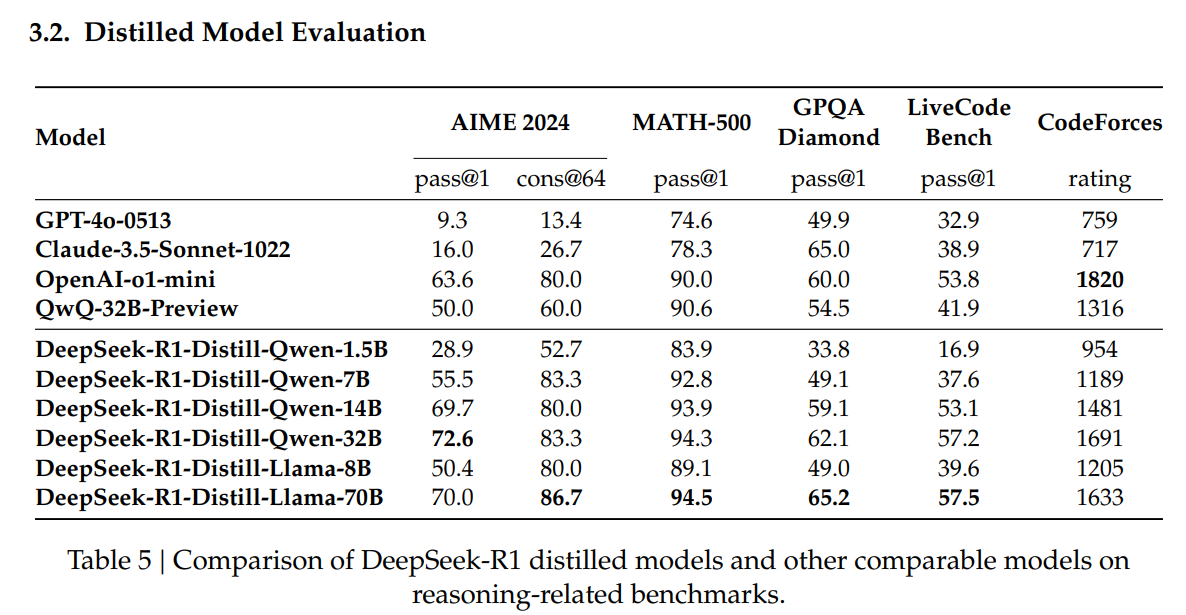 3.2. Distilled Model Evaluation
Model AIME 2024 MATH-500 GPQA Diamond LiveCode Bench CodeForces
pass@1 cons@64 pass@1 pass@1 pass@1 rating
GPT-4o-0513 9.3 13.4 74.6 49.9 32.9 759
Claude-3.5-Sonnet-1022 16.0 26.7 78.3 65.0 38.9 717
OpenAI-o1-mini 63.6 80.0 90.0 60.0 53.8 1820
QwQ-32B-Preview 50.0 60.0 90.6 54.5 41.9 1316
DeepSeek-R1-Distill-Qwen-1.5B 28.9 52.7 83.9 33.8 16.9 954
DeepSeek-R1-Distill-Qwen-7B 55.5 83.3 92.8 49.1 37.6 1189
DeepSeek-R1-Distill-Qwen-14B 69.7 80.0 93.9 59.1 53.1 1481
DeepSeek-R1-Distill-Qwen-32B 72.6 83.3 94.3 62.1 57.2 1691
DeepSeek-R1-Distill-Llama-8B 50.4 80.0 89.1 49.0 39.6 1205
DeepSeek-R1-Distill-Llama-70B 70.0 86.7 94.5 65.2 57.5 1633
Table 5 | Comparison of DeepSeek-R1 distilled models and other comparable models on
reasoning-related benchmarks.